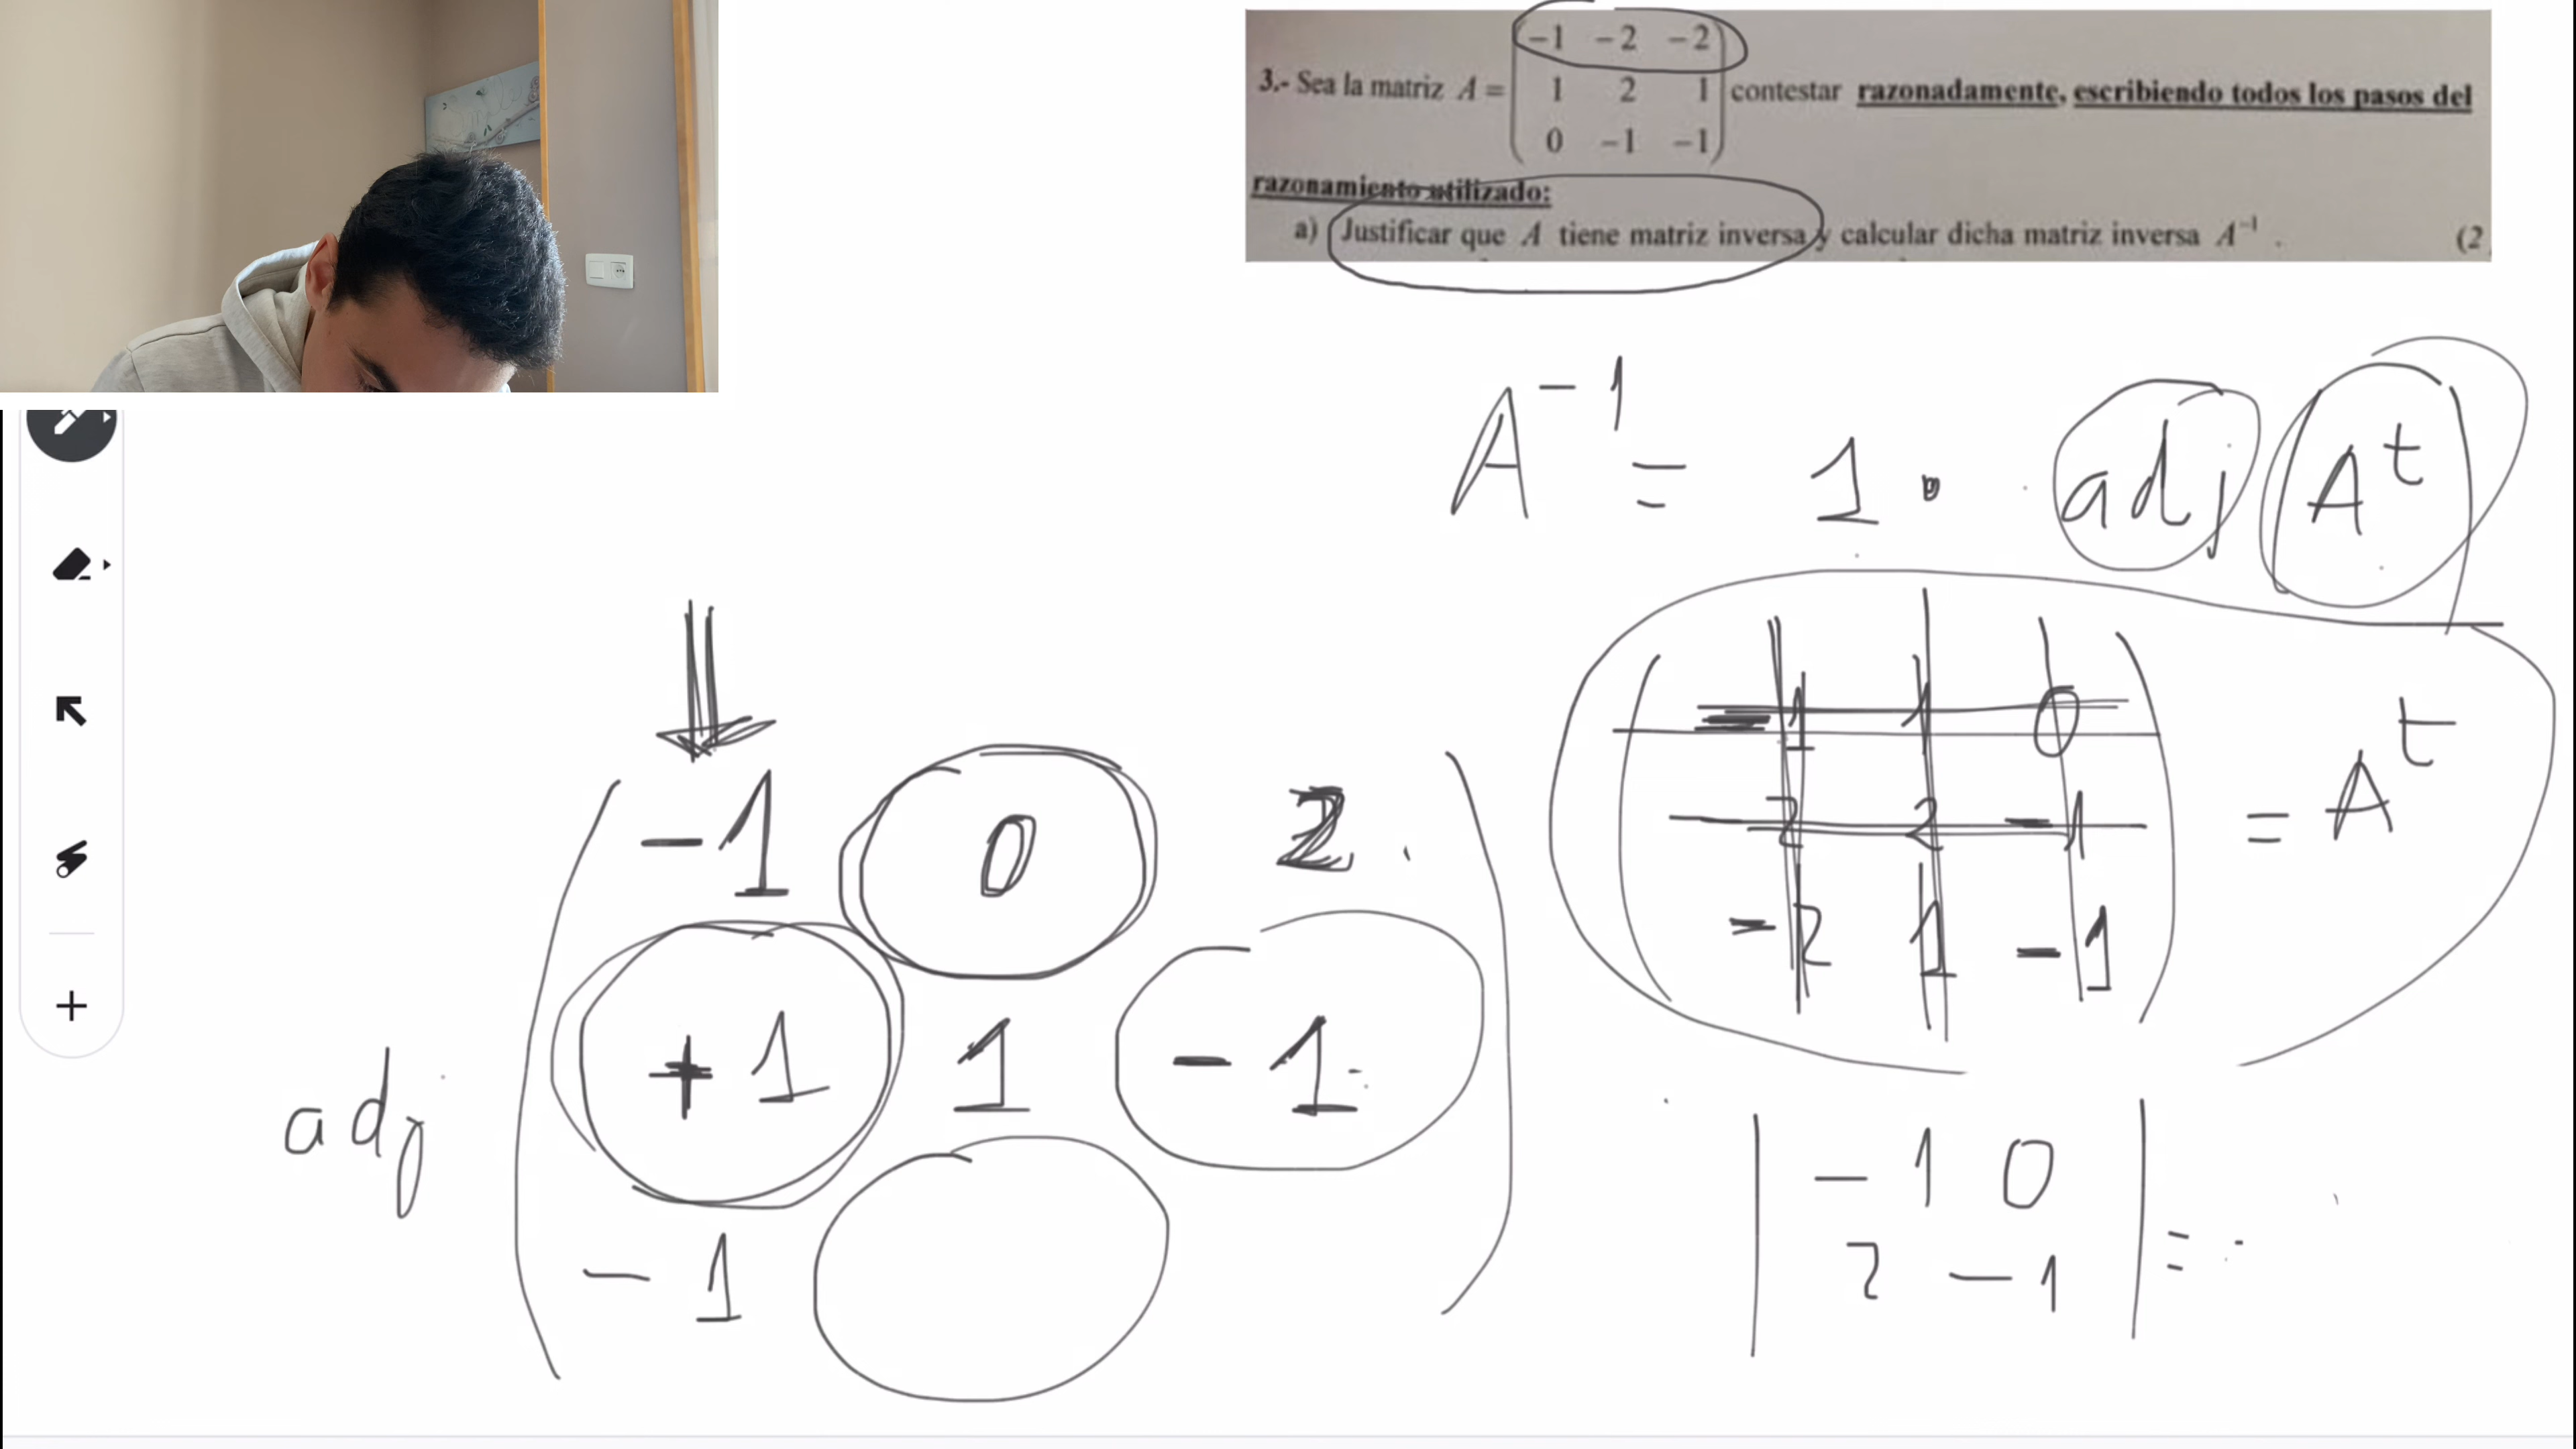 3.- Sea la matriz A = ( -1 -2 -2
1 2 1
0 -1 -1 ) contestar razonadamente, escribiendo todos los pasos del
razonamiento utilizado:
a) Justificar que A tiene matriz inversa y calcular dicha matriz inversa A⁻¹ . (2
A⁻¹ = 1 · adj Aᵗ
( -1 1 0
-2 2 -1
-2 1 -1 ) = Aᵗ
adj ( -1 0 2
+1 1 -1
-1 )
| -1 0
2 -1 | = -